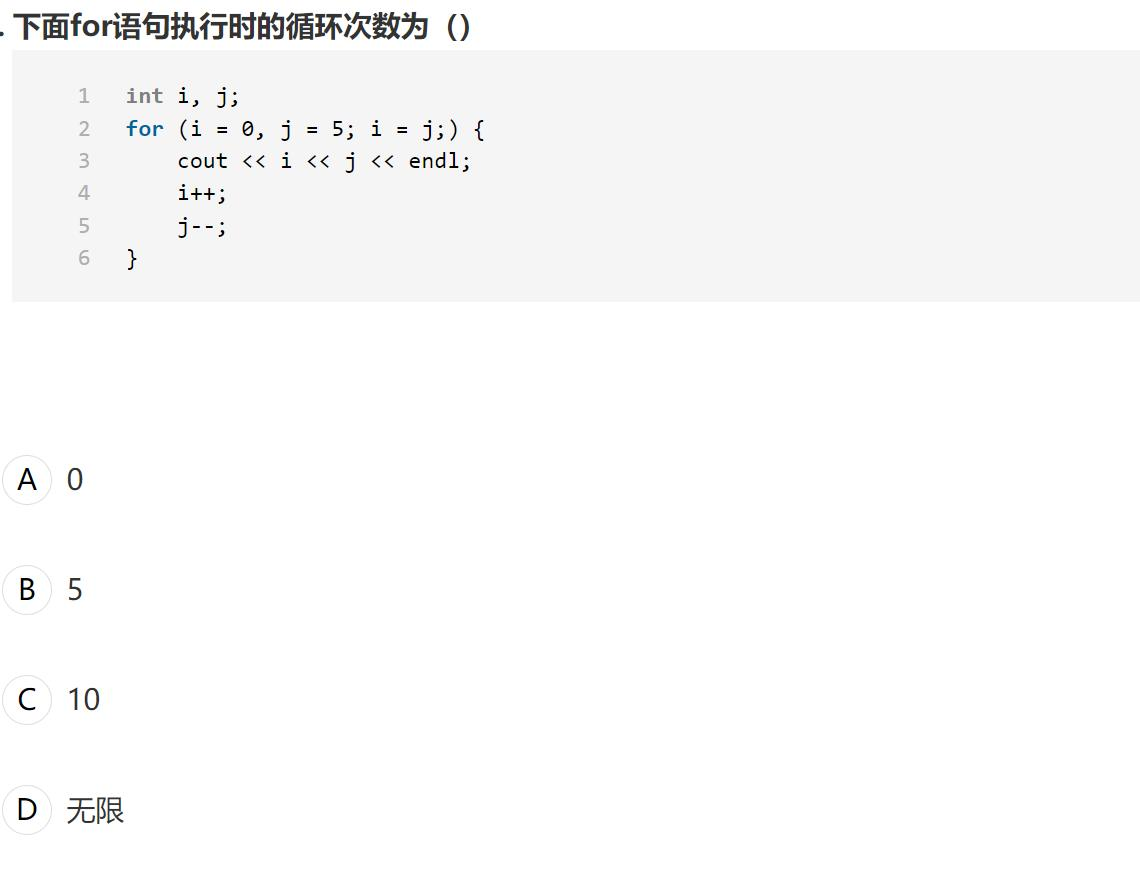 . 下面for语句执行时的循环次数为（）
1 int i, j;
2 for (i = 0, j = 5; i = j;) {
3 cout << i << j << endl;
4 i++;
5 j--;
6 }
A 0
B 5
C 10
D 无限